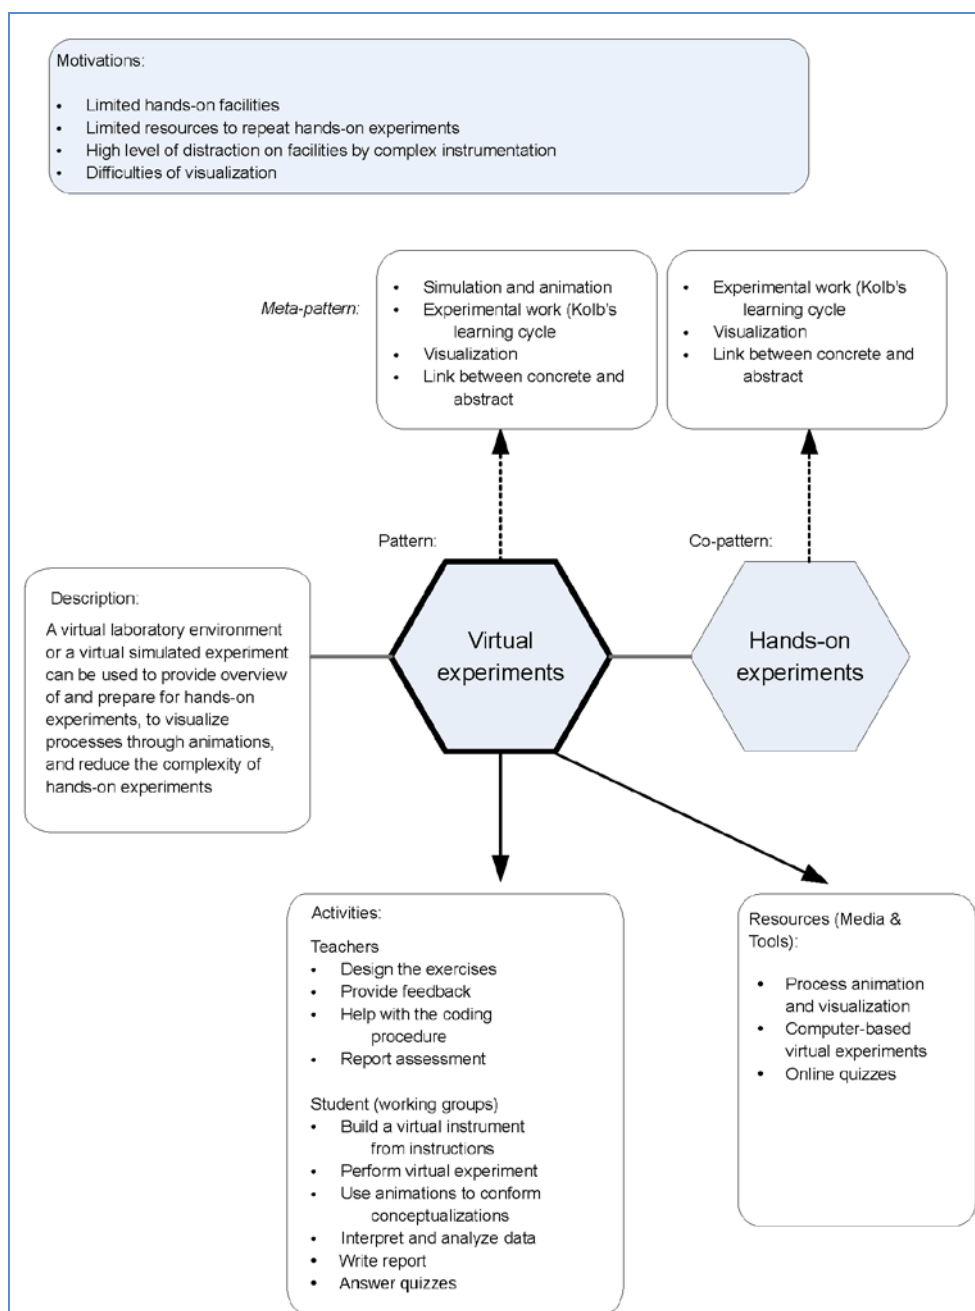 Motivations:
• Limited hands-on facilities
• Limited resources to repeat hands-on experiments
• High level of distraction on facilities by complex instrumentation
• Difficulties of visualization
Meta-pattern:
• Simulation and animation
• Experimental work (Kolb's
learning cycle
• Visualization
• Link between concrete and
abstract
• Experimental work (Kolb's
learning cycle
• Visualization
• Link between concrete and
abstract
Pattern:
Co-pattern:
Description:
A virtual laboratory environment
or a virtual simulated experiment
can be used to provide overview
of and prepare for hands-on
experiments, to visualize
processes through animations,
and reduce the complexity of
hands-on experiments
Virtual
experiments
Hands-on
experiments
Activities:
Teachers
• Design the exercises
• Provide feedback
• Help with the coding
procedure
• Report assessment
Student (working groups)
• Build a virtual instrument
from instructions
• Perform virtual experiment
• Use animations to conform
conceptualizations
• Interpret and analyze data
• Write report
• Answer quizzes
Resources (Media &
Tools):
• Process animation
and visualization
• Computer-based
virtual experiments
• Online quizzes